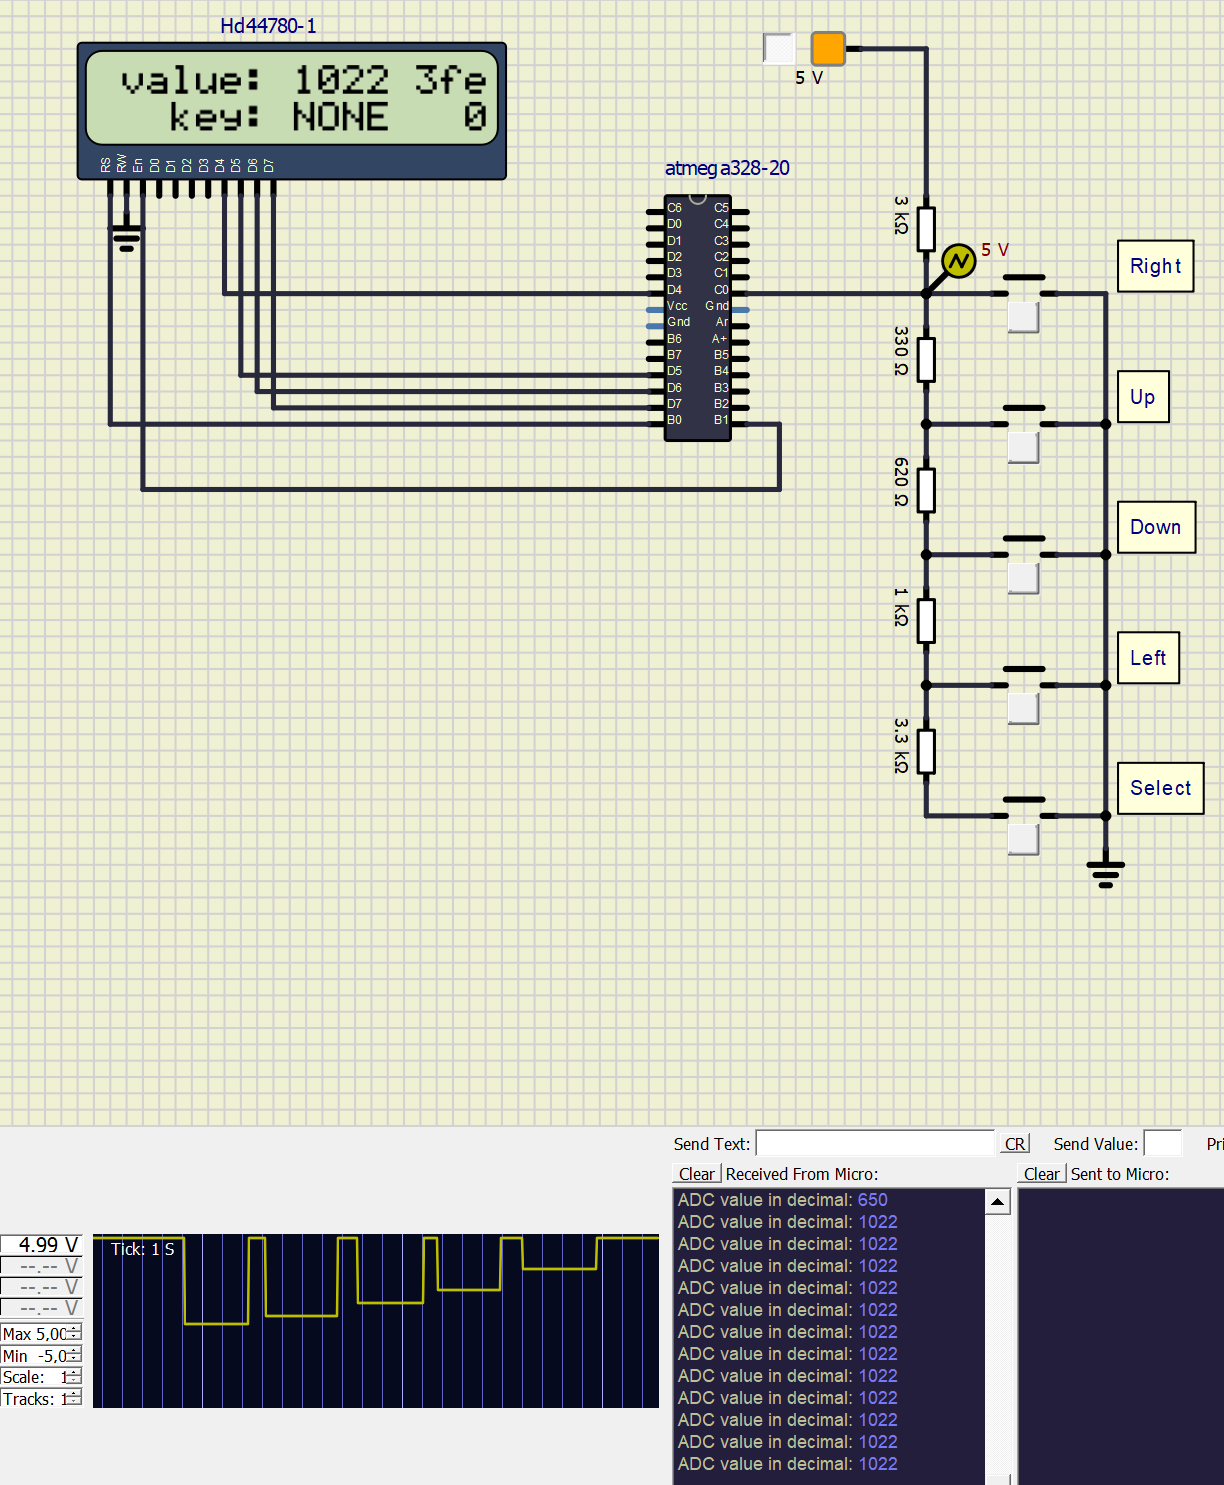 Hd44780-1
value: 1022 3fe
key: NONE 0
RS RW En D0 D1 D2 D3 D4 D5 D6 D7
5 V
atmega328-20
C6 C5
D0 C4
D1 C3
D2 C2
D3 C1
D4 C0
Vcc Gnd
Gnd Ar
B6 A+
B7 B5
D5 B4
D6 B3
D7 B2
B0 B1
3 kΩ
5 V
Right
330 Ω
Up
620 Ω
Down
1 kΩ
Left
3.3 kΩ
Select
Send Text: CR Send Value: Pri
Clear Received From Micro: Clear Sent to Micro:
ADC value in decimal: 650
ADC value in decimal: 1022
ADC value in decimal: 1022
ADC value in decimal: 1022
ADC value in decimal: 1022
ADC value in decimal: 1022
ADC value in decimal: 1022
ADC value in decimal: 1022
ADC value in decimal: 1022
ADC value in decimal: 1022
ADC value in decimal: 1022
ADC value in decimal: 1022
ADC value in decimal: 1022
4.99 V
--.-- V
--.-- V
--.-- V
Max 5,00
Min -5,0
Scale: 1
Tracks: 1
Tick: 1 S